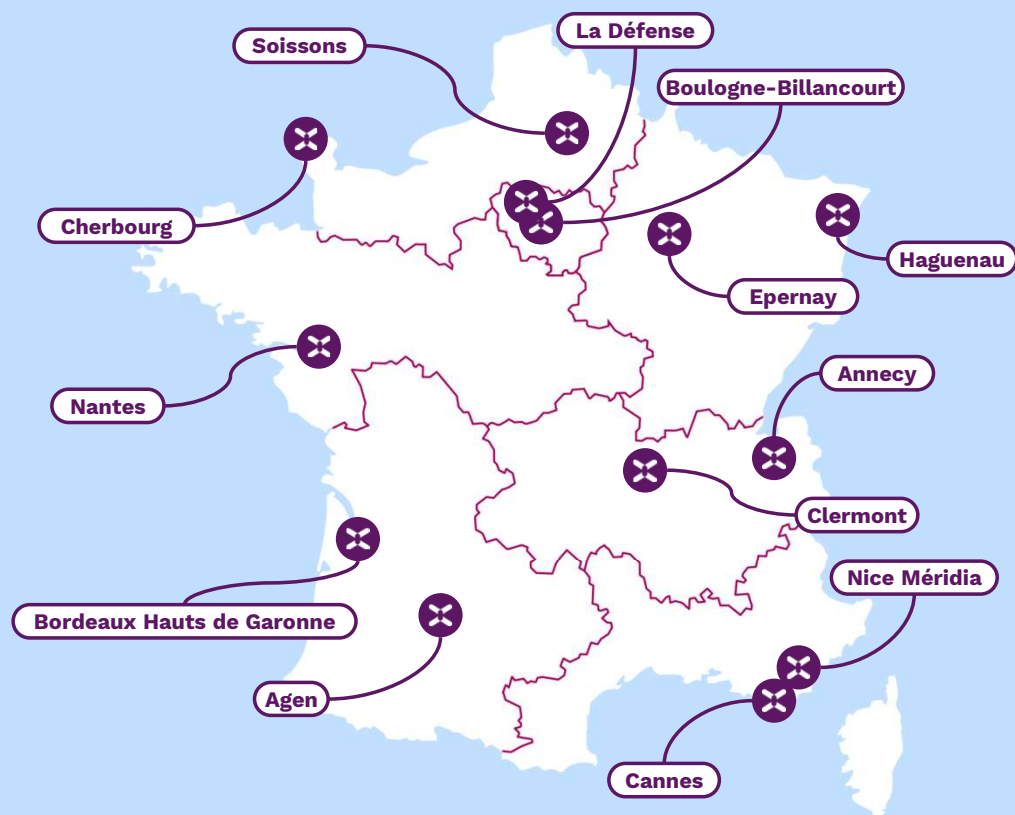 La Défense
Soissons
Boulogne-Billancourt
Cherbourg
Haguenau
Epernay
Annecy
Nantes
Clermont
Nice Méridia
Bordeaux Hauts de Garonne
Agen
Cannes